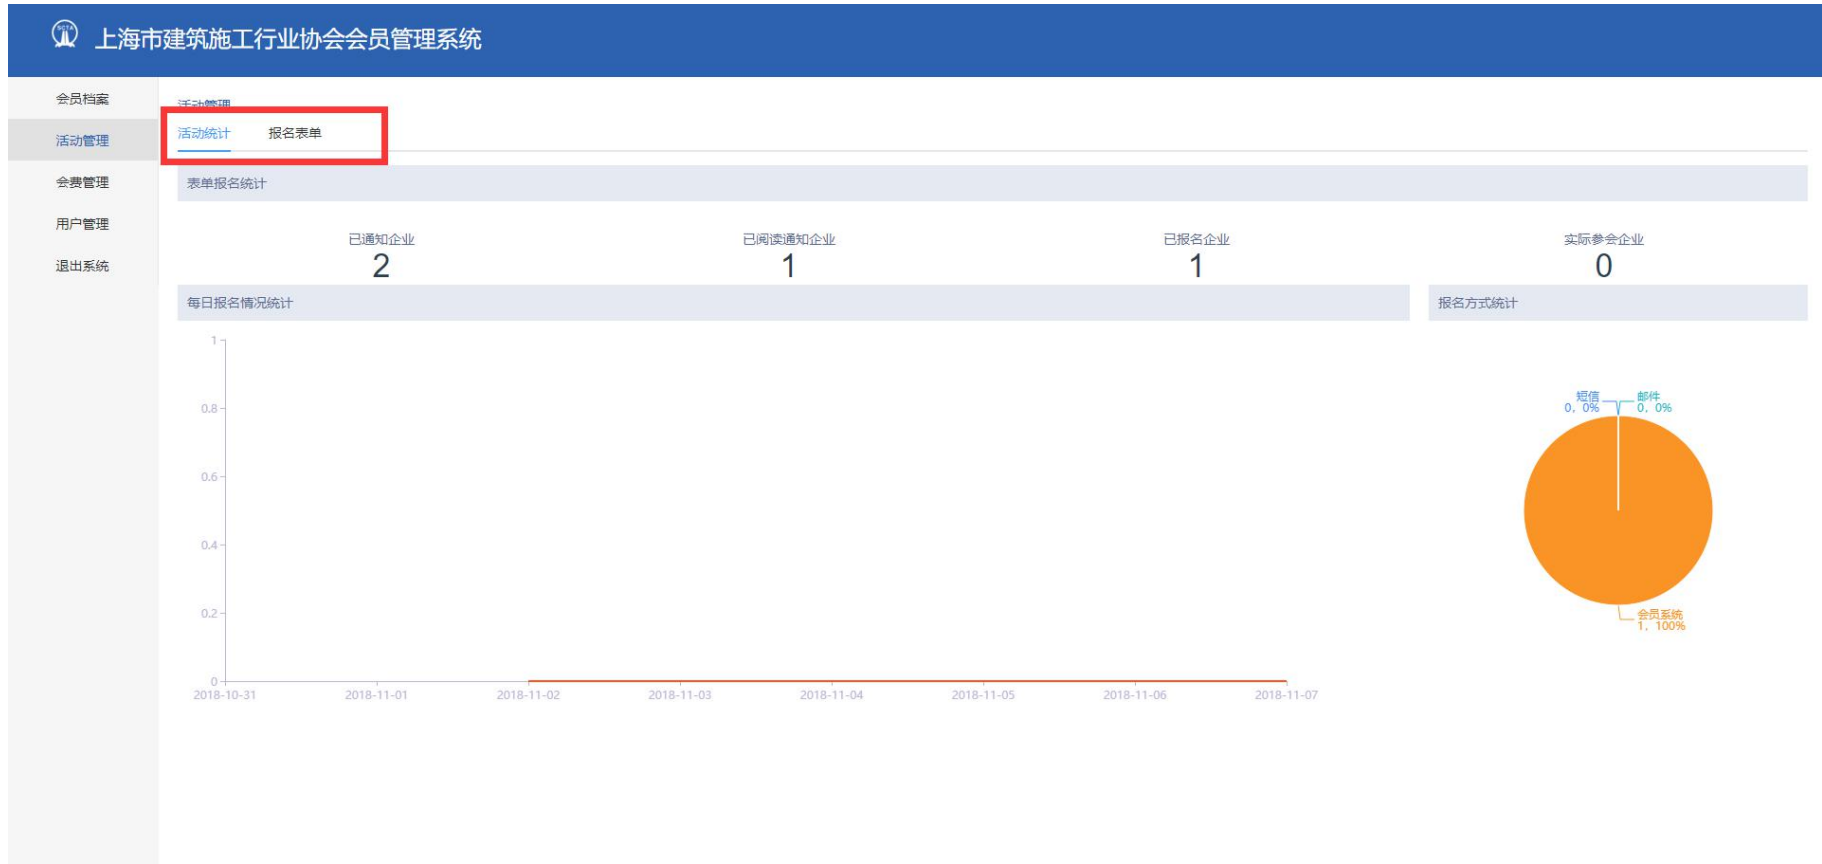 SCTA
上海市建筑施工行业协会会员管理系统
会员档案
活动管理
会费管理
用户管理
退出系统
活动管理
活动统计 报名表单
表单报名统计
已通知企业 已阅读通知企业 已报名企业 实际参会企业
2 1 1 0
每日报名情况统计 报名方式统计
1
0.8
0.6
0.4
0.2
0
2018-10-31 2018-11-01 2018-11-02 2018-11-03 2018-11-04 2018-11-05 2018-11-06 2018-11-07
短信 邮件
0, 0% 0, 0%
会员系统
1, 100%